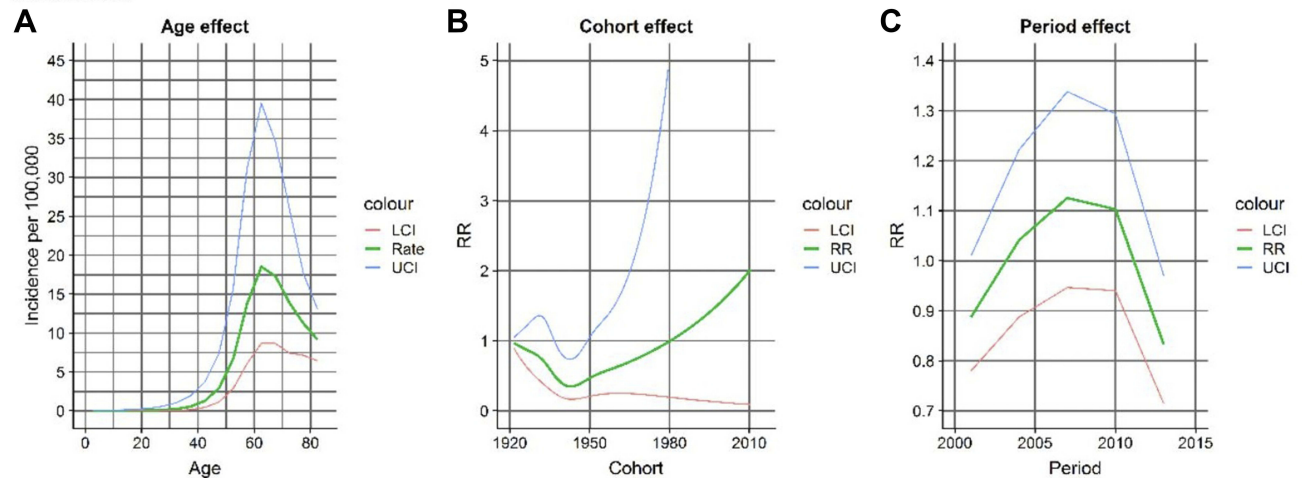 A
Age effect
Incidence per 100,000
45
40
35
30
25
20
15
10
5
0
0 20 40 60 80
Age
colour
LCI
Rate
UCI
B
Cohort effect
RR
5
4
3
2
1
0
1920 1950 1980 2010
Cohort
colour
LCI
RR
UCI
C
Period effect
RR
1.4
1.3
1.2
1.1
1.0
0.9
0.8
0.7
2000 2005 2010 2015
Period
colour
LCI
RR
UCI